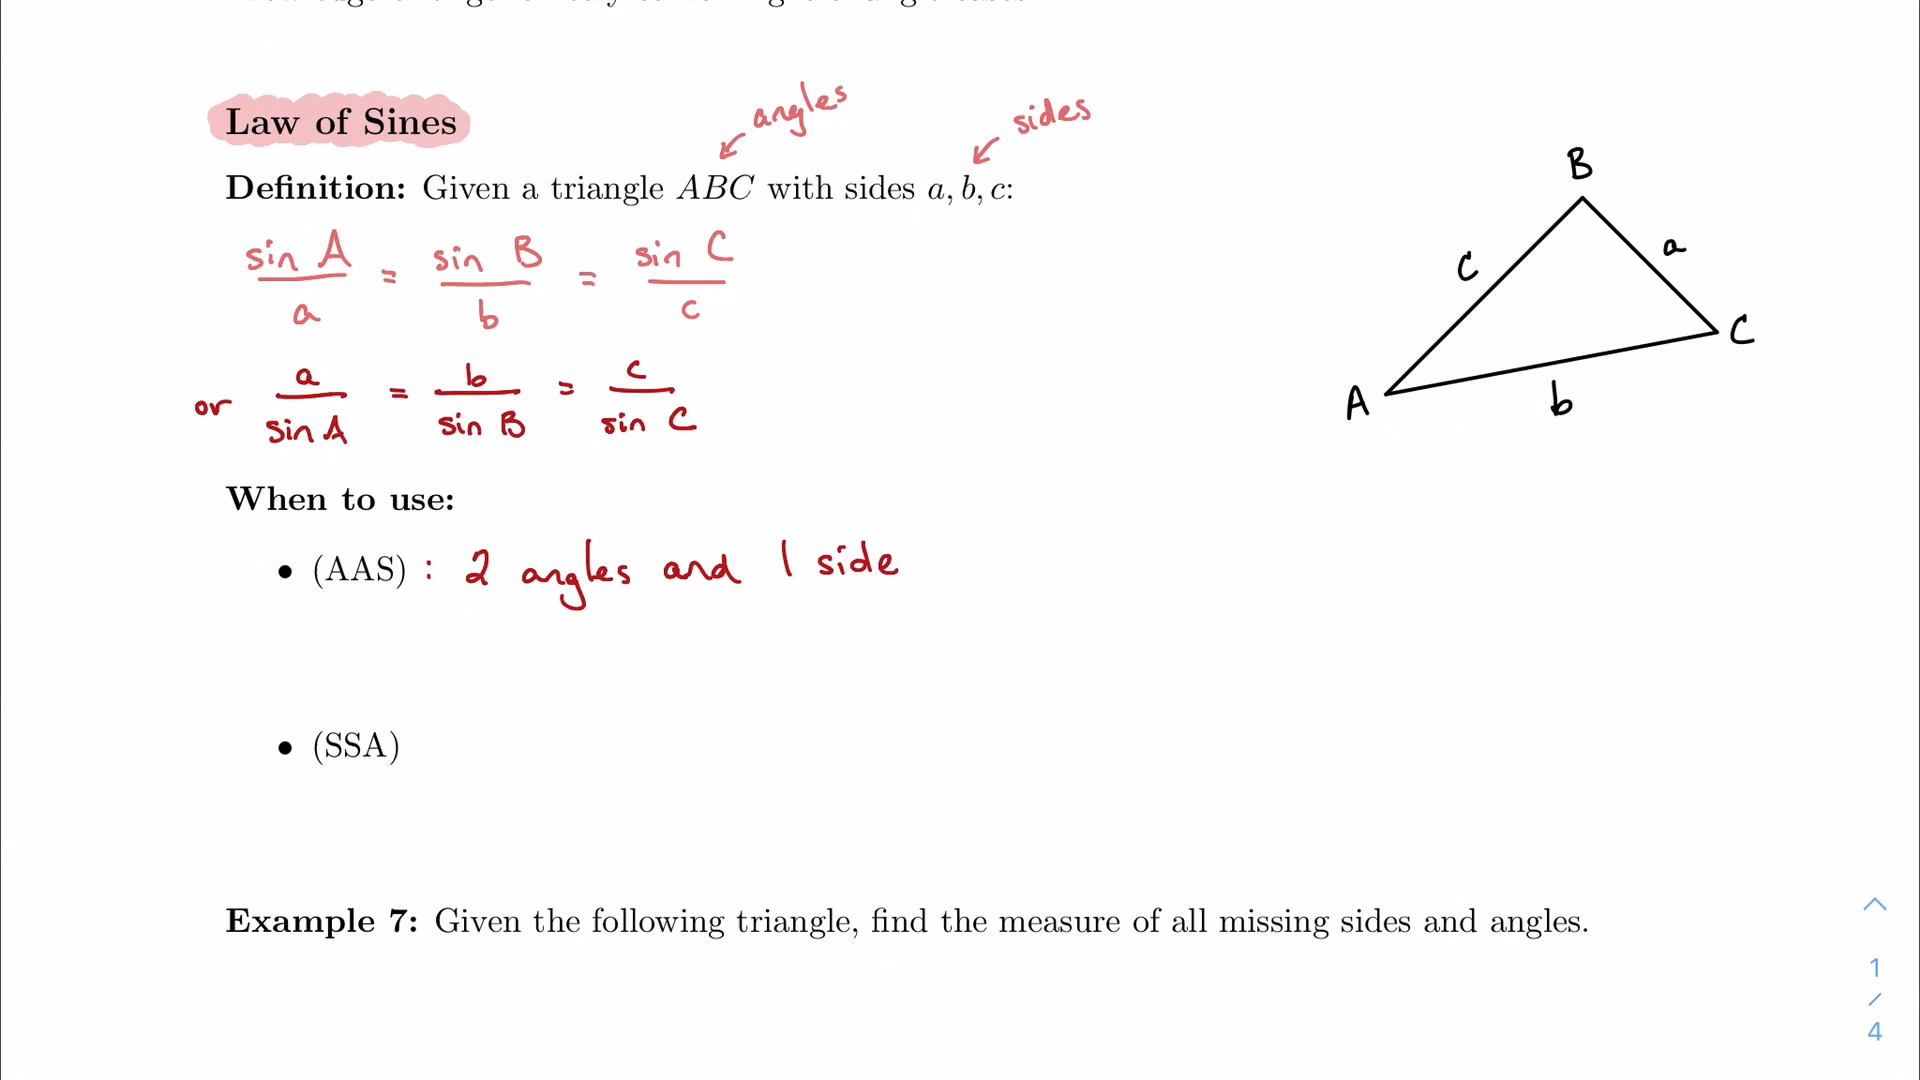 Law of Sines
angles
sides
Definition: Given a triangle ABC with sides a, b, c:
sin A / a = sin B / b = sin C / c
or a / sin A = b / sin B = c / sin C
B
c
a
C
A
b
When to use:
• (AAS) : 2 angles and 1 side
• (SSA)
Example 7: Given the following triangle, find the measure of all missing sides and angles.
1
/
4